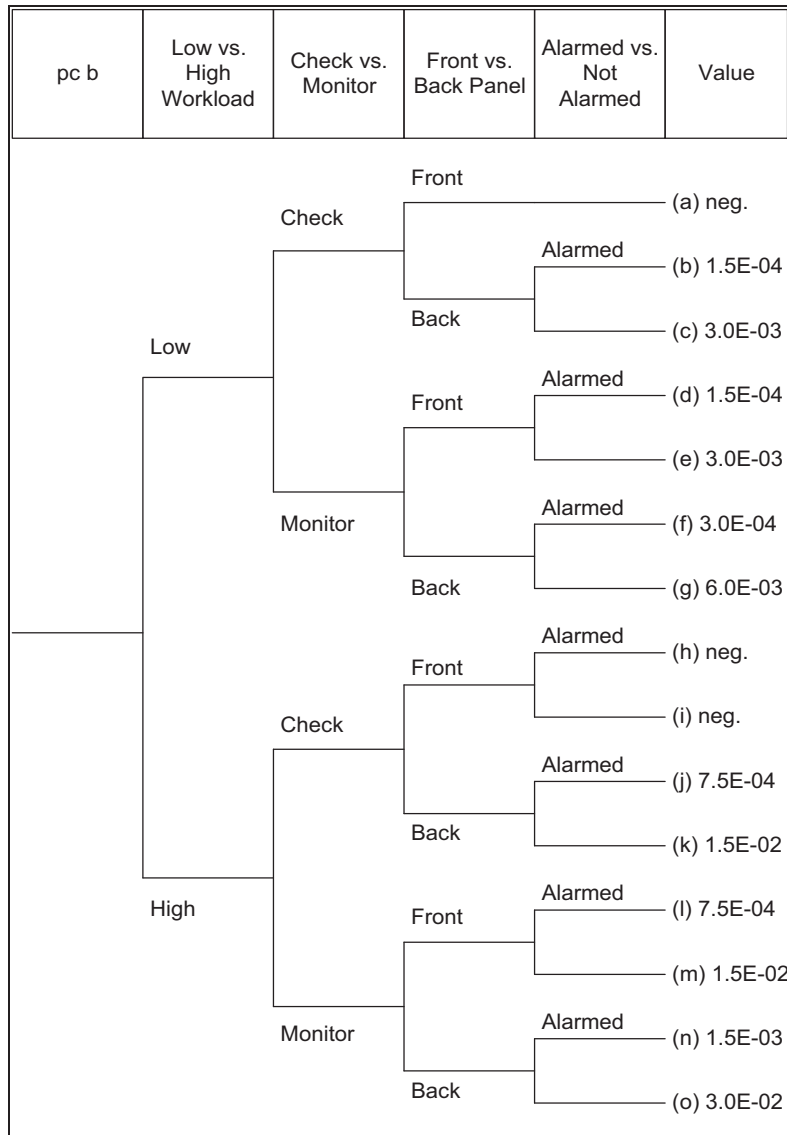 pc b
Low vs.
High
Workload
Check vs.
Monitor
Front vs.
Back Panel
Alarmed vs.
Not
Alarmed
Value
Front
(a) neg.
Check
Alarmed
(b) 1.5E-04
Back
(c) 3.0E-03
Low
Alarmed
(d) 1.5E-04
Front
(e) 3.0E-03
Alarmed
(f) 3.0E-04
Monitor
Back
(g) 6.0E-03
Alarmed
(h) neg.
Front
(i) neg.
Check
Alarmed
(j) 7.5E-04
Back
(k) 1.5E-02
High
Alarmed
(l) 7.5E-04
Front
(m) 1.5E-02
Monitor
Alarmed
(n) 1.5E-03
Back
(o) 3.0E-02